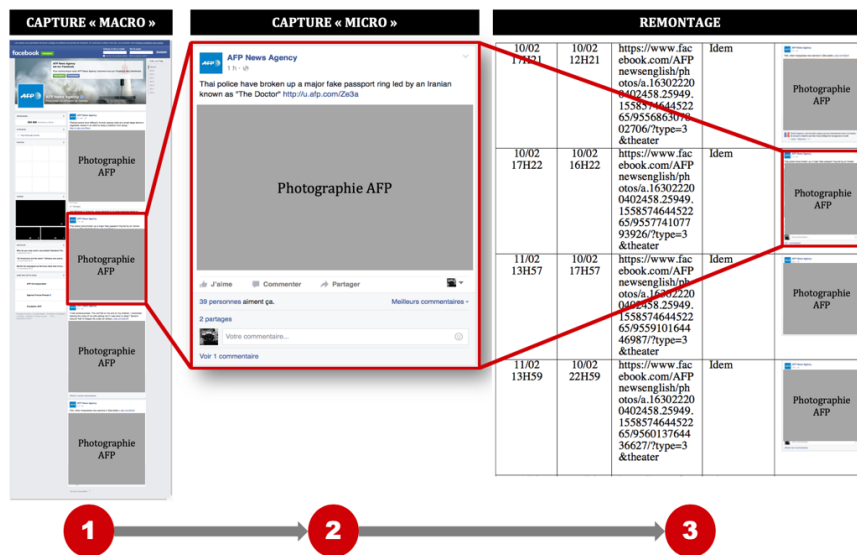 CAPTURE « MACRO »
CAPTURE « MICRO »
REMONTAGE
facebook
AFP
Photographie
AFP
Photographie
AFP
Photographie
AFP
Photographie
AFP
AFP
AFP News Agency
1 h ·
Thai police have broken up a major fake passport ring led by an Iranian
known as "The Doctor" http://u.afp.com/Ze3a
Photographie AFP
J'aime
Commenter
Partager
39 personnes aiment ça.
Meilleurs commentaires
2 partages
Votre commentaire...
Voir 1 commentaire
10/02
17H21
10/02
12H21
https://www.fac
ebook.com/AFP
newsenglish/ph
otos/a.16302220
0402458.25949.
1558574644522
65/9556863078
02706/?type=3
&theater
Idem
Photographie
AFP
10/02
17H22
10/02
16H22
https://www.fac
ebook.com/AFP
newsenglish/ph
otos/a.16302220
0402458.25949.
1558574644522
65/9557741077
93926/?type=3
&theater
Idem
Photographie
AFP
11/02
13H57
10/02
17H57
https://www.fac
ebook.com/AFP
newsenglish/ph
otos/a.16302220
0402458.25949.
1558574644522
65/9559101644
46987/?type=3
&theater
Idem
Photographie
AFP
11/02
13H59
10/02
22H59
https://www.fac
ebook.com/AFP
newsenglish/ph
otos/a.16302220
0402458.25949.
1558574644522
65/9560137644
36627/?type=3
&theater
Idem
Photographie
AFP
1
2
3